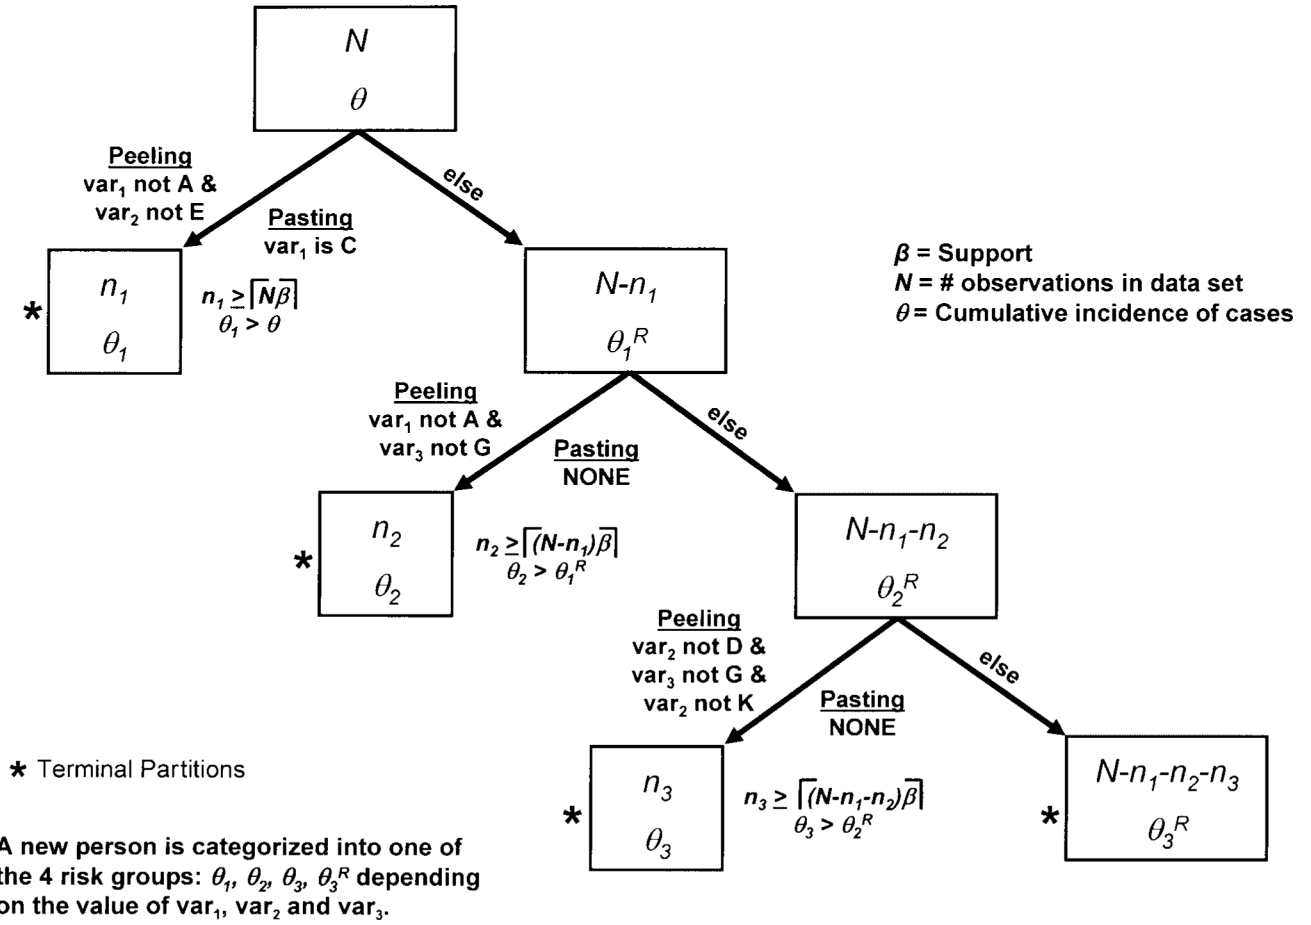 N
θ
Peeling
var₁ not A &
var₂ not E
else
Pasting
var₁ is C
n₁
θ₁
n₁ ≥ ⌈Nβ⌉
θ₁ > θ
N-n₁
θ₁ᴿ
β = Support
N = # observations in data set
θ = Cumulative incidence of cases
Peeling
var₁ not A &
var₃ not G
else
Pasting
NONE
n₂
θ₂
n₂ ≥ ⌈(N-n₁)β⌉
θ₂ > θ₁ᴿ
N-n₁-n₂
θ₂ᴿ
Peeling
var₂ not D &
var₃ not G &
var₂ not K
else
Pasting
NONE
n₃
θ₃
n₃ ≥ ⌈(N-n₁-n₂)β⌉
θ₃ > θ₂ᴿ
N-n₁-n₂-n₃
θ₃ᴿ
* Terminal Partitions
A new person is categorized into one of
the 4 risk groups: θ₁, θ₂, θ₃, θ₃ᴿ depending
on the value of var₁, var₂ and var₃.